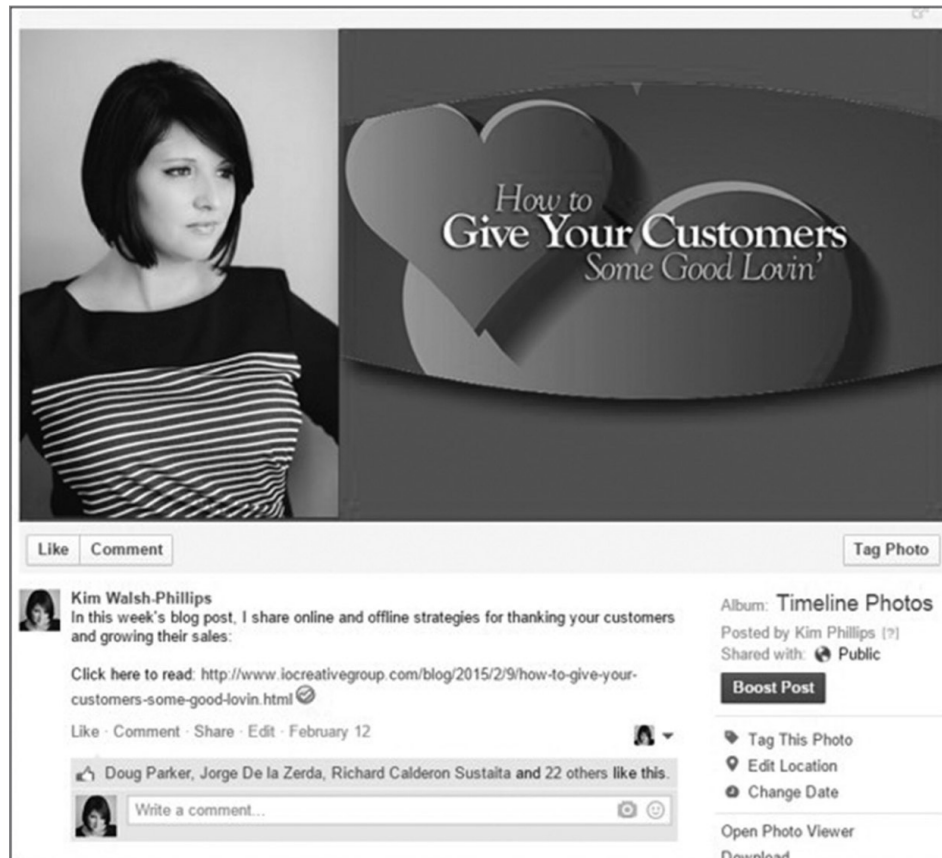 How to
Give Your Customers
Some Good Lovin'
Like Comment
Tag Photo
Kim Walsh-Phillips
In this week's blog post, I share online and offline strategies for thanking your customers
and growing their sales:
Click here to read: http://www.iocreativegroup.com/blog/2015/2/9/how-to-give-your-
customers-some-good-lovin.html
Like · Comment · Share · Edit · February 12
Doug Parker, Jorge De la Zerda, Richard Calderon Sustaita and 22 others like this.
Write a comment...
Album: Timeline Photos
Posted by Kim Phillips [?]
Shared with: Public
Boost Post
Tag This Photo
Edit Location
Change Date
Open Photo Viewer
Download